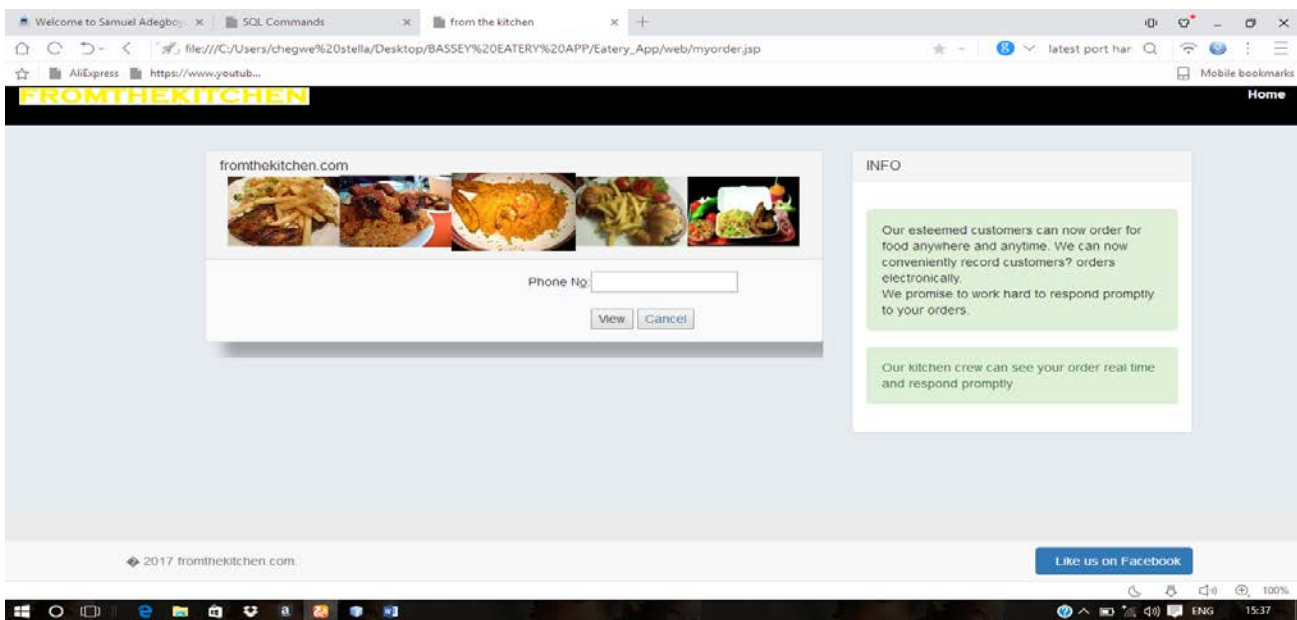 Welcome to Samuel Adegboy
SQL Commands
from the kitchen
file:///C:/Users/chegwe%20stella/Desktop/BASSEY%20EATERY%20APP/Eatery_App/web/myorder.jsp
latest port har
AliExpress
https://www.youtub...
Mobile bookmarks
FROMTHEKITCHEN
Home
fromthekitchen.com
Phone No:
View
Cancel
INFO
Our esteemed customers can now order for
food anywhere and anytime. We can now
conveniently record customers? orders
electronically.
We promise to work hard to respond promptly
to your orders.
Our kitchen crew can see your order real time
and respond promptly
� 2017 fromthekitchen.com.
Like us on Facebook
100%
ENG
15:37